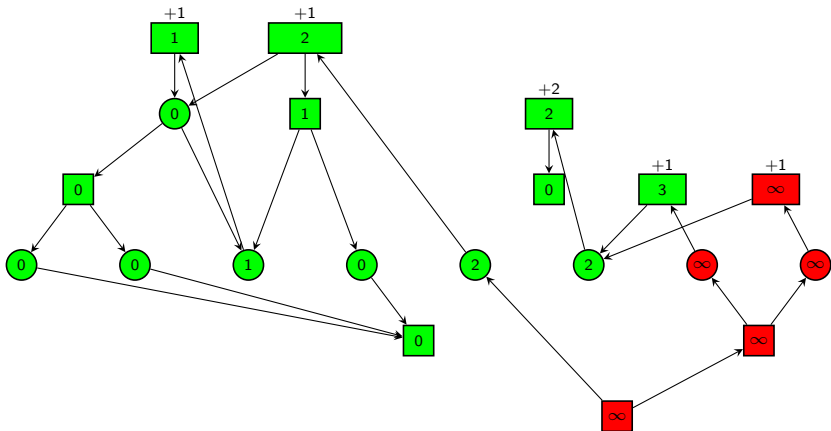 +1 +1
1 2
+2
0 1 2
+1 +1
0 0 3 ∞
0 0 1 0 2 2 ∞ ∞
0 ∞
∞